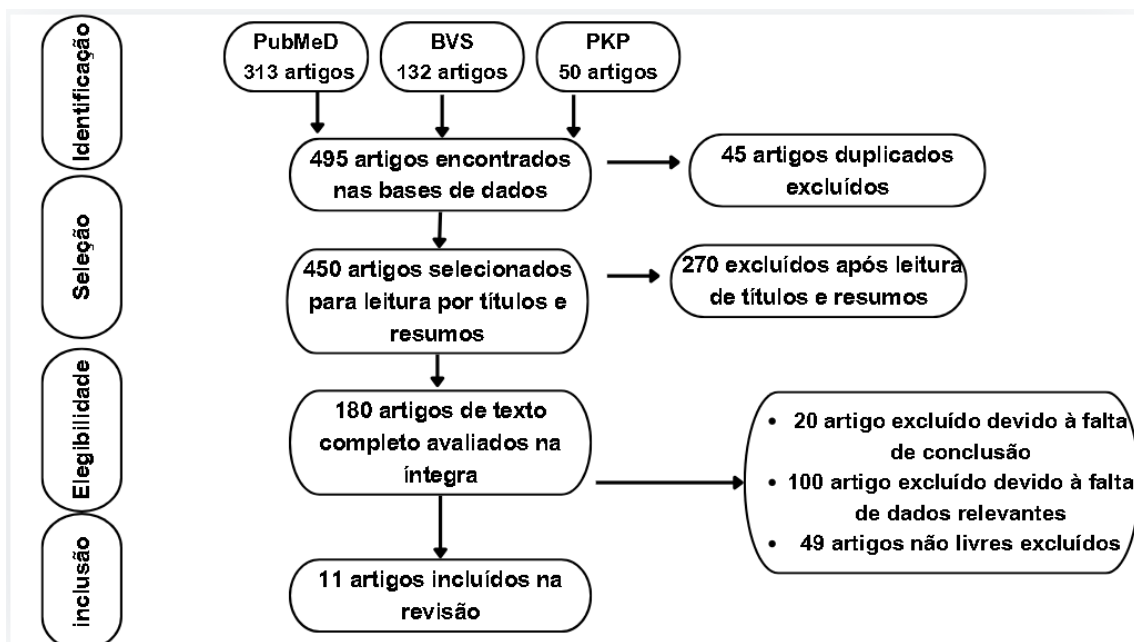 Identificação
PubMeD
313 artigos
BVS
132 artigos
PKP
50 artigos
495 artigos encontrados
nas bases de dados
45 artigos duplicados
excluídos
Seleção
450 artigos selecionados
para leitura por títulos e
resumos
270 excluídos após leitura
de títulos e resumos
Elegibilidade
180 artigos de texto
completo avaliados na
íntegra
• 20 artigo excluído devido à falta
de conclusão
• 100 artigo excluído devido à falta
de dados relevantes
• 49 artigos não livres excluídos
inclusão
11 artigos incluídos na
revisão